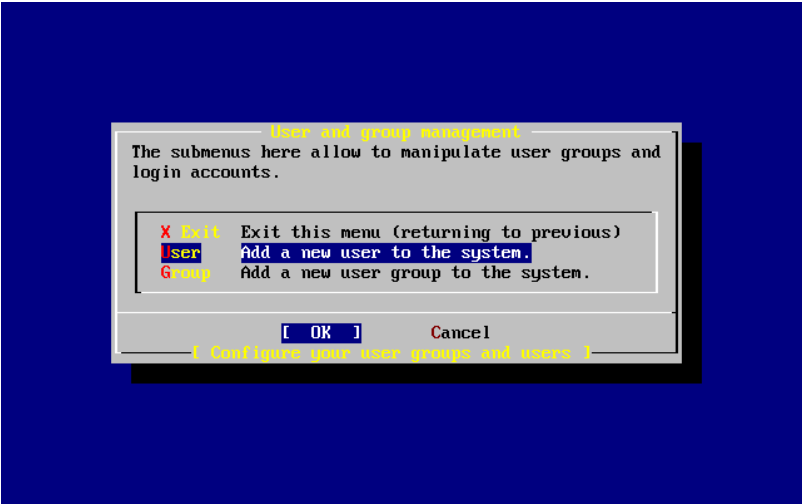 User and group management
The submenus here allow to manipulate user groups and
login accounts.
X Exit Exit this menu (returning to previous)
User Add a new user to the system.
Group Add a new user group to the system.
[ OK ] Cancel
[ Configure your user groups and users ]